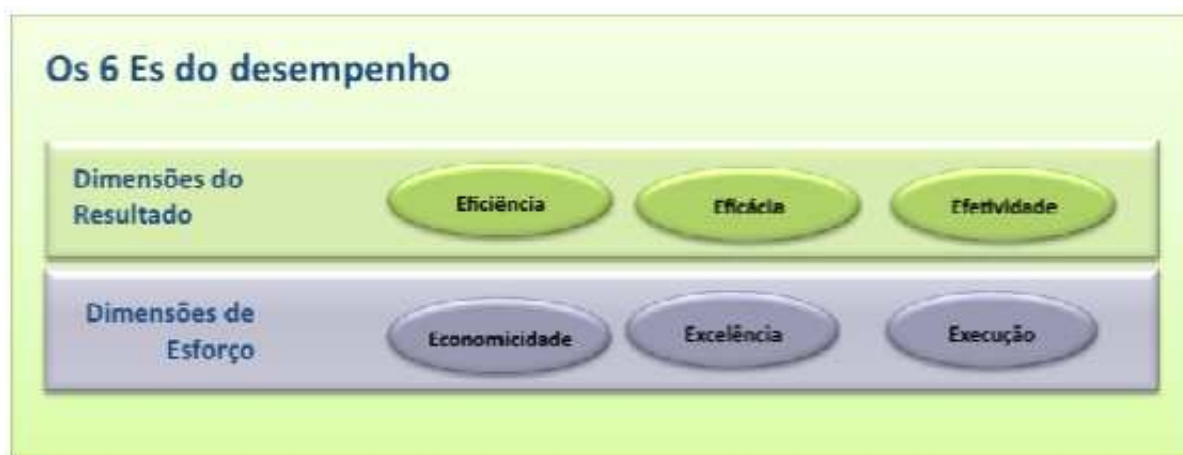 Os 6 Es do desempenho
Dimensões do
Resultado
Eficiência
Eficácia
Efetividade
Dimensões de
Esforço
Economicidade
Excelência
Execução